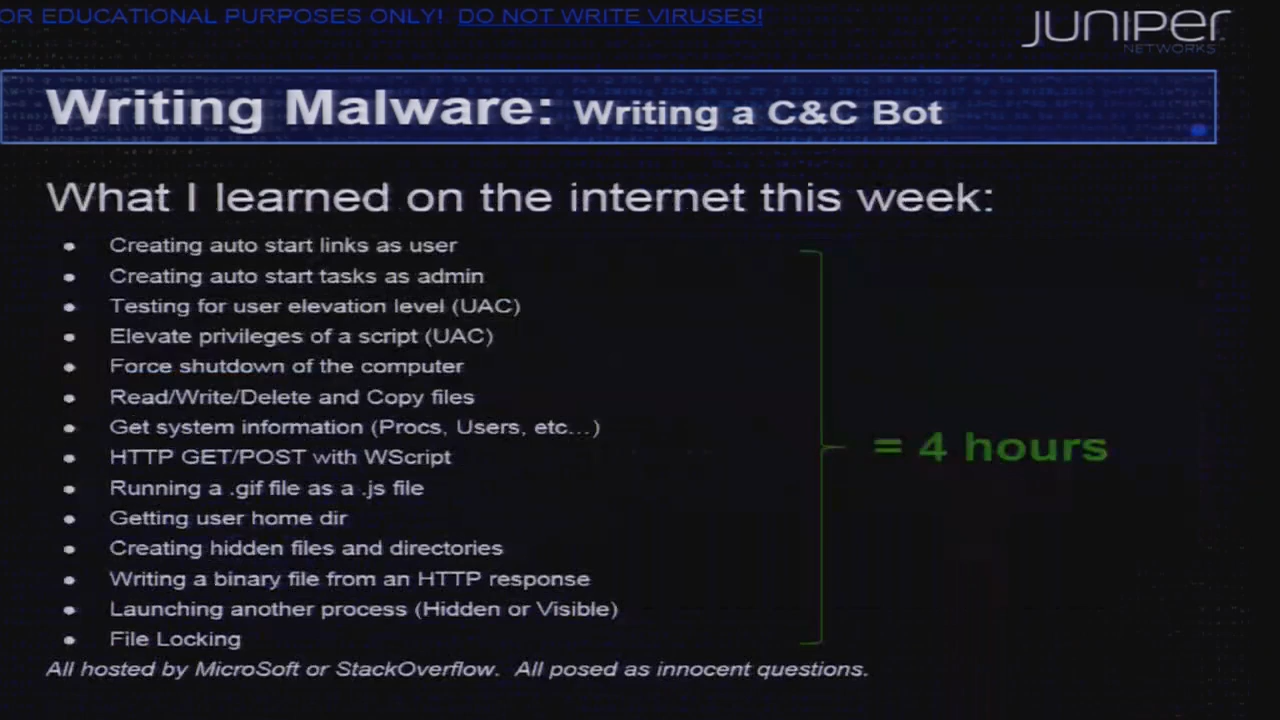 OR EDUCATIONAL PURPOSES ONLY! DO NOT WRITE VIRUSES!
JUNIPER
NETWORKS
Writing Malware: Writing a C&C Bot
What I learned on the internet this week:
• Creating auto start links as user
• Creating auto start tasks as admin
• Testing for user elevation level (UAC)
• Elevate privileges of a script (UAC)
• Force shutdown of the computer
• Read/Write/Delete and Copy files
• Get system information (Procs, Users, etc...)
• HTTP GET/POST with WScript
• Running a .gif file as a .js file
• Getting user home dir
• Creating hidden files and directories
• Writing a binary file from an HTTP response
• Launching another process (Hidden or Visible)
• File Locking
= 4 hours
All hosted by MicroSoft or StackOverflow. All posed as innocent questions.